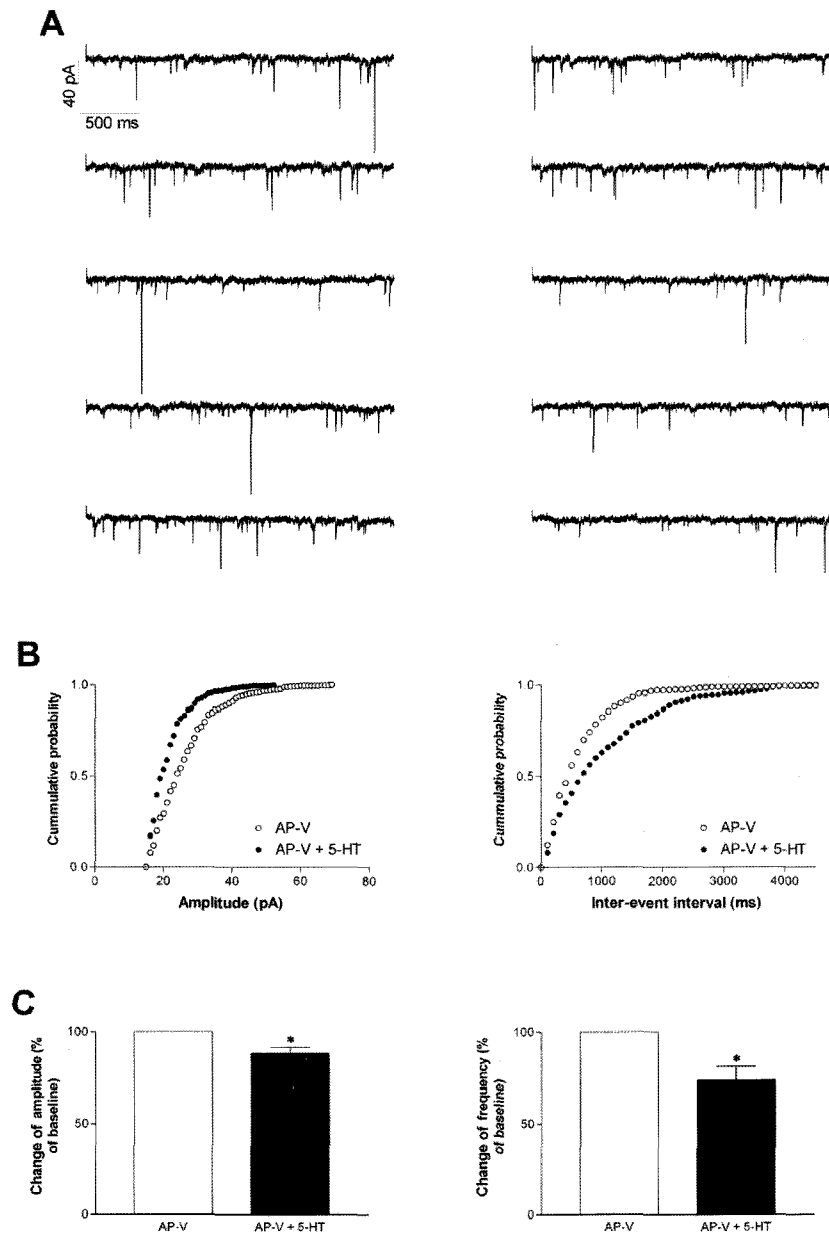 A
40 pA
500 ms
B
Cummulative probability
1.0
0.5
0.0
0
20
40
60
80
Amplitude (pA)
○ AP-V
● AP-V + 5-HT
Cummulative probability
1.0
0.5
0.0
0
1000
2000
3000
4000
Inter-event interval (ms)
○ AP-V
● AP-V + 5-HT
C
Change of amplitude (%
of baseline)
100
50
0
*
AP-V
AP-V + 5-HT
Change of frequency (%
of baseline)
100
50
0
*
AP-V
AP-V + 5-HT